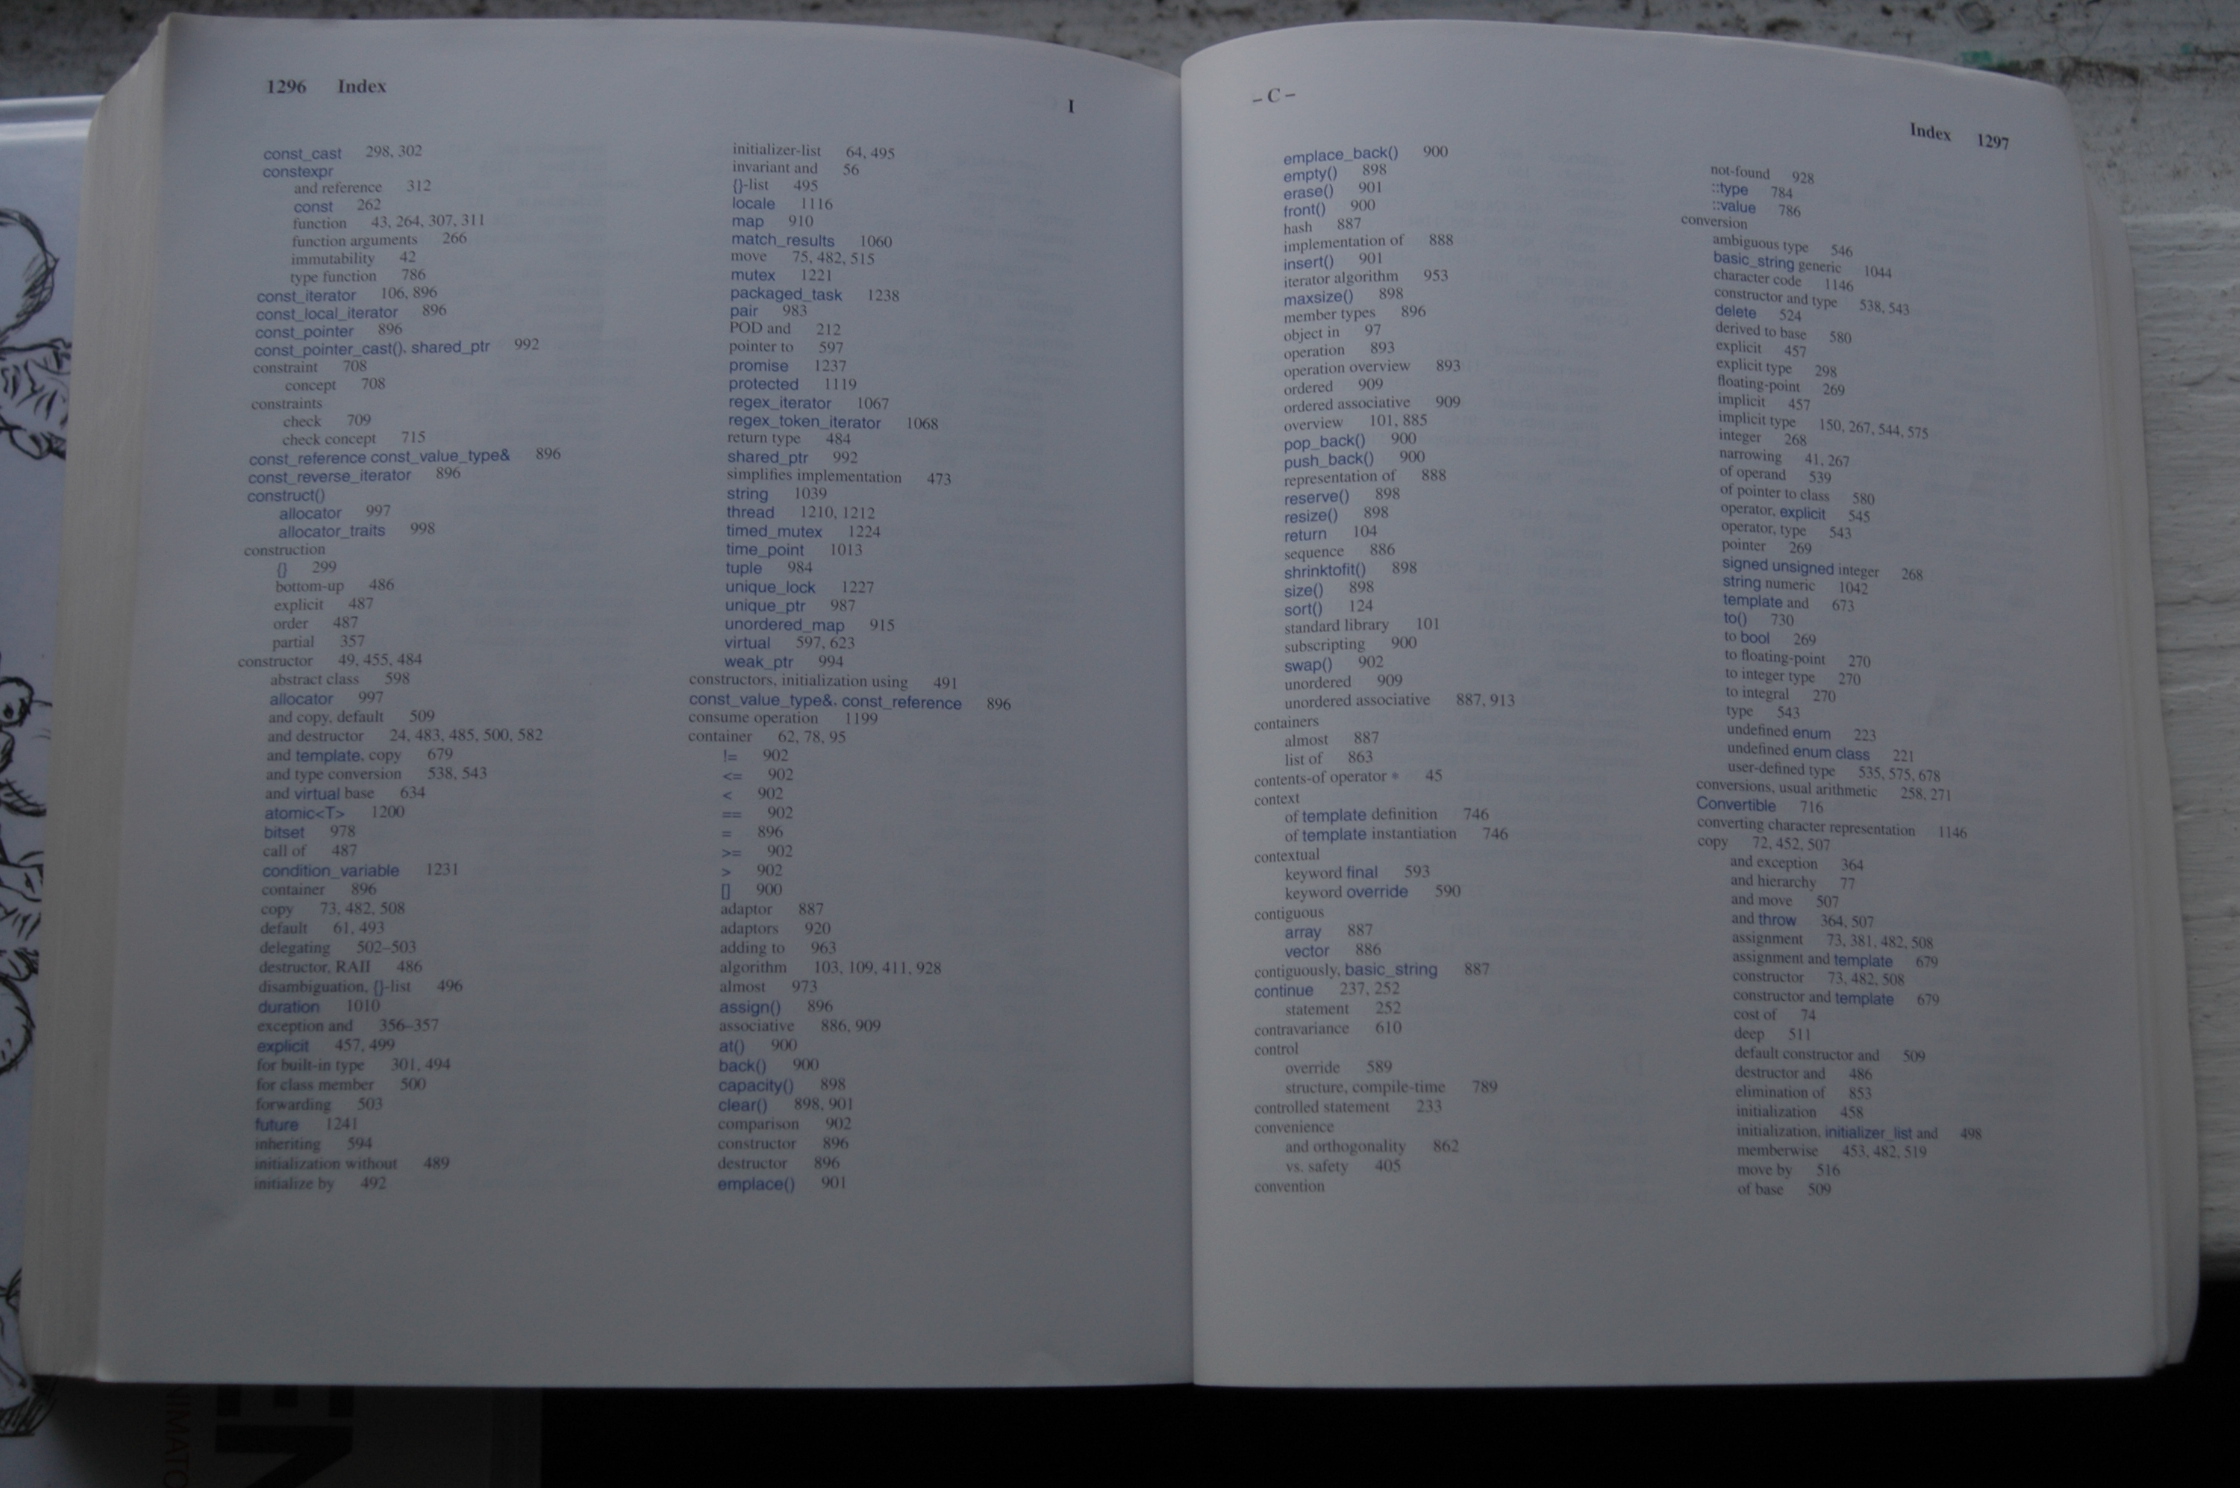 1296 Index
I
const_cast 298, 302
constexpr
and reference 312
const 262
function 43, 264, 307, 311
function arguments 266
immutability 42
type function 786
const_iterator 106, 896
const_local_iterator 896
const_pointer 896
const_pointer_cast(), shared_ptr 992
constraint 708
concept 708
constraints
check 709
check concept 715
const_reference const_value_type& 896
const_reverse_iterator 896
construct()
allocator 997
allocator_traits 998
construction
{} 299
bottom-up 486
explicit 487
order 487
partial 357
constructor 49, 455, 484
abstract class 598
allocator 997
and copy, default 509
and destructor 24, 483, 485, 500, 582
and template, copy 679
and type conversion 538, 543
and virtual base 634
atomic<T> 1200
bitset 978
call of 487
condition_variable 1231
container 896
copy 73, 482, 508
default 61, 493
delegating 502–503
destructor, RAII 486
disambiguation, {}-list 496
duration 1010
exception and 356–357
explicit 457, 499
for built-in type 301, 494
for class member 500
forwarding 503
future 1241
inheriting 594
initialization without 489
initialize by 492
initializer-list 64, 495
invariant and 56
{}-list 495
locale 1116
map 910
match_results 1060
move 75, 482, 515
mutex 1221
packaged_task 1238
pair 983
POD and 212
pointer to 597
promise 1237
protected 1119
regex_iterator 1067
regex_token_iterator 1068
return type 484
shared_ptr 992
simplifies implementation 473
string 1039
thread 1210, 1212
timed_mutex 1224
time_point 1013
tuple 984
unique_lock 1227
unique_ptr 987
unordered_map 915
virtual 597, 623
weak_ptr 994
constructors, initialization using 491
const_value_type&, const_reference 896
consume operation 1199
container 62, 78, 95
!= 902
<= 902
< 902
== 902
= 896
>= 902
> 902
[] 900
adaptor 887
adaptors 920
adding to 963
algorithm 103, 109, 411, 928
almost 973
assign() 896
associative 886, 909
at() 900
back() 900
capacity() 898
clear() 898, 901
comparison 902
constructor 896
destructor 896
emplace() 901
– C –
Index 1297
emplace_back() 900
empty() 898
erase() 901
front() 900
hash 887
implementation of 888
insert() 901
iterator algorithm 953
maxsize() 898
member types 896
object in 97
operation 893
operation overview 893
ordered 909
ordered associative 909
overview 101, 885
pop_back() 900
push_back() 900
representation of 888
reserve() 898
resize() 898
return 104
sequence 886
shrinktofit() 898
size() 898
sort() 124
standard library 101
subscripting 900
swap() 902
unordered 909
unordered associative 887, 913
containers
almost 887
list of 863
contents-of operator * 45
context
of template definition 746
of template instantiation 746
contextual
keyword final 593
keyword override 590
contiguous
array 887
vector 886
contiguously, basic_string 887
continue 237, 252
statement 252
contravariance 610
control
override 589
structure, compile-time 789
controlled statement 233
convenience
and orthogonality 862
vs. safety 405
convention
not-found 928
::type 784
::value 786
conversion
ambiguous type 546
basic_string generic 1044
character code 1146
constructor and type 538, 543
delete 524
derived to base 580
explicit 457
explicit type 298
floating-point 269
implicit 457
implicit type 150, 267, 544, 575
integer 268
narrowing 41, 267
of operand 539
of pointer to class 580
operator, explicit 545
operator, type 543
pointer 269
signed unsigned integer 268
string numeric 1042
template and 673
to() 730
to bool 269
to floating-point 270
to integer type 270
to integral 270
type 543
undefined enum 223
undefined enum class 221
user-defined type 535, 575, 678
conversions, usual arithmetic 258, 271
Convertible 716
converting character representation 1146
copy 72, 452, 507
and exception 364
and hierarchy 77
and move 507
and throw 364, 507
assignment 73, 381, 482, 508
assignment and template 679
constructor 73, 482, 508
constructor and template 679
cost of 74
deep 511
default constructor and 509
destructor and 486
elimination of 853
initialization 458
initialization, initializer_list and 498
memberwise 453, 482, 519
move by 516
of base 509